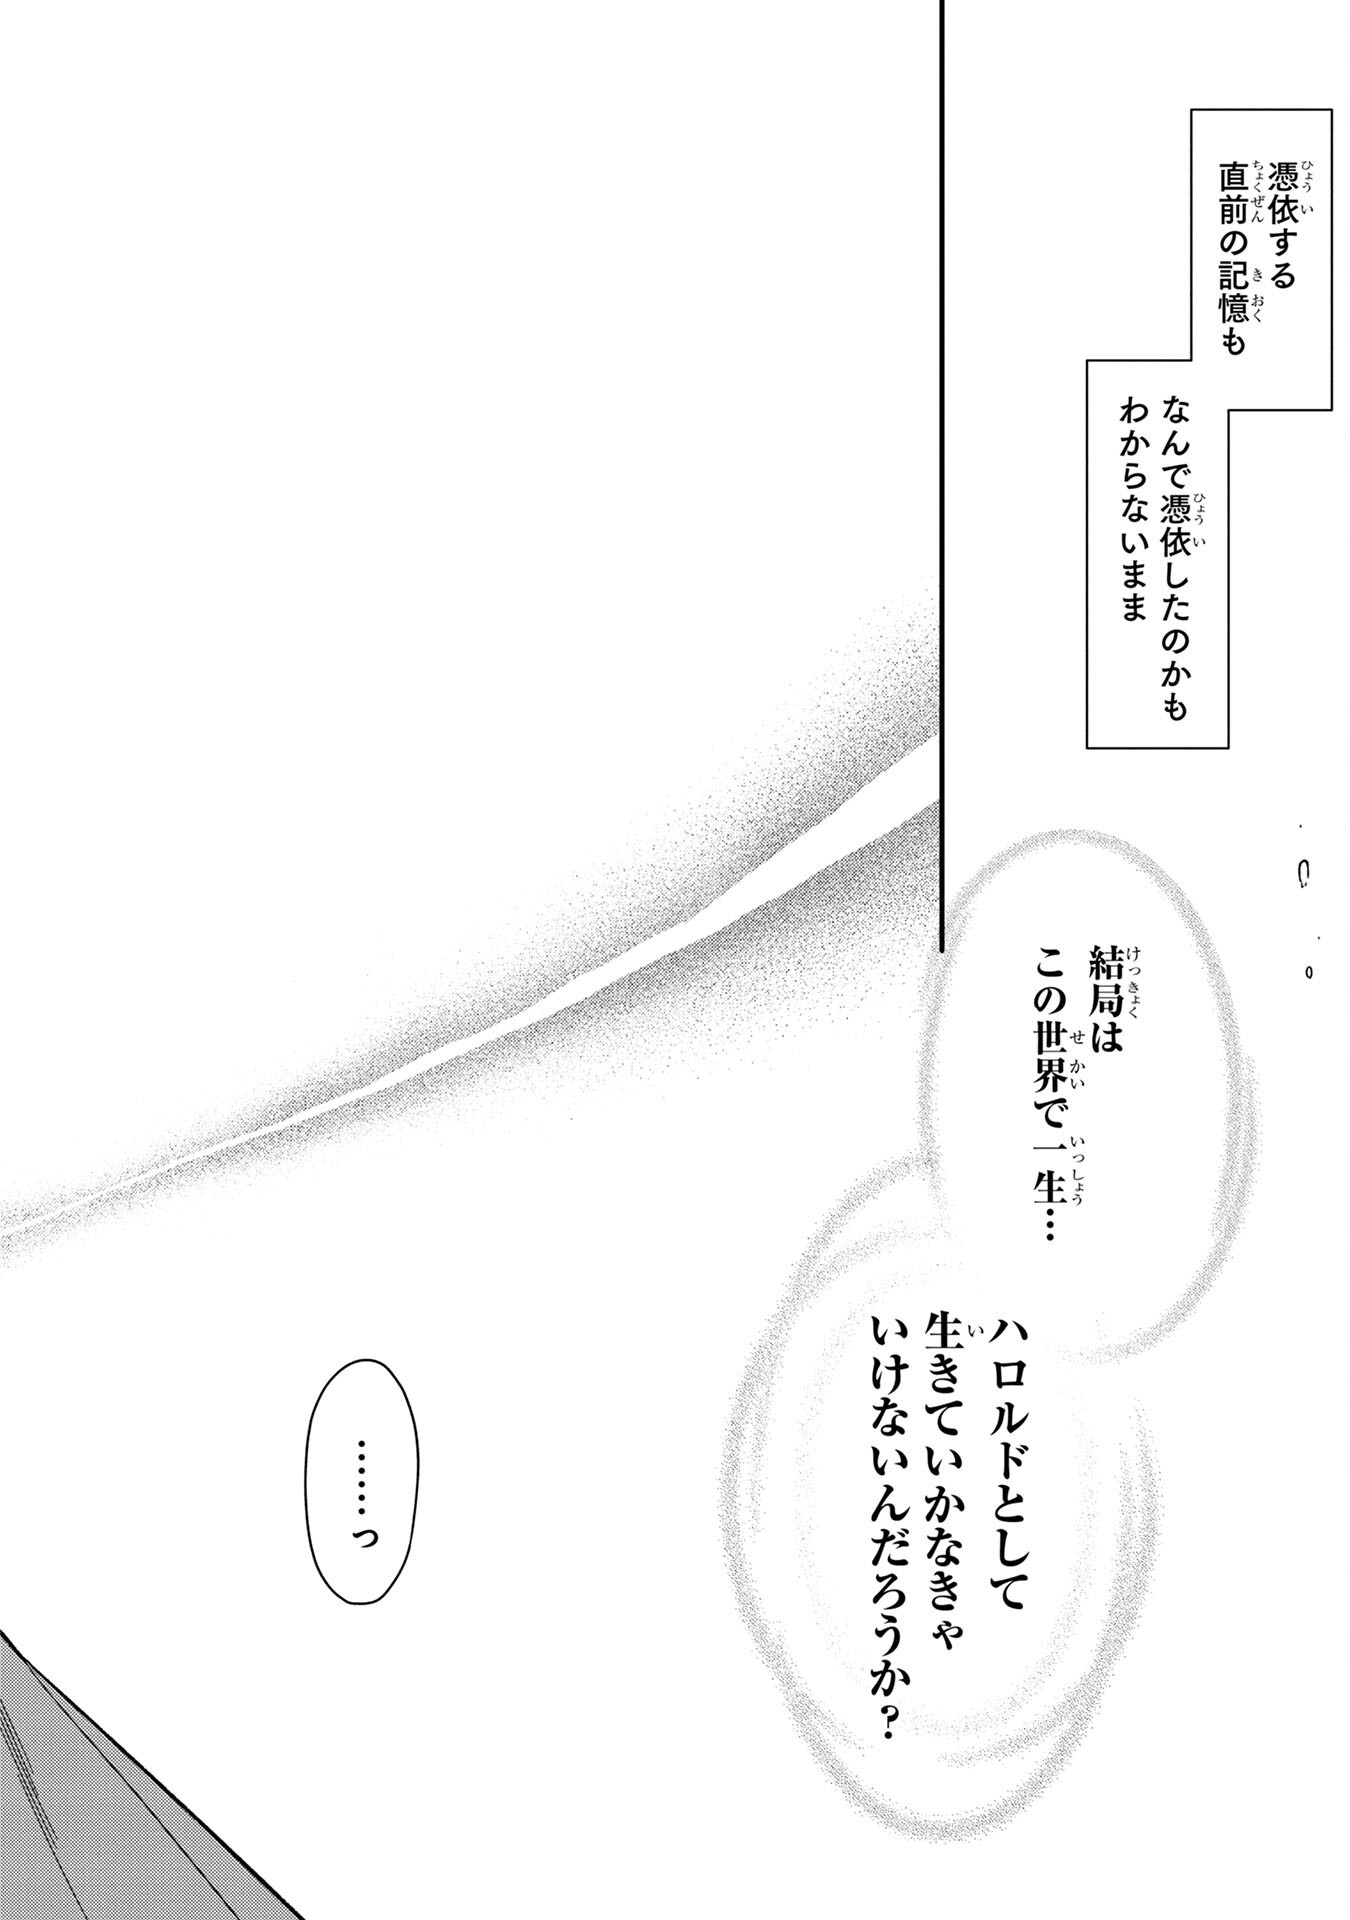 憑依する
直前の記憶も
なんで憑依したのかも
わからないまま
結局は
この世界で一生…
ハロルドとして
生きていかなきゃ
いけないんだろうか？
……っ